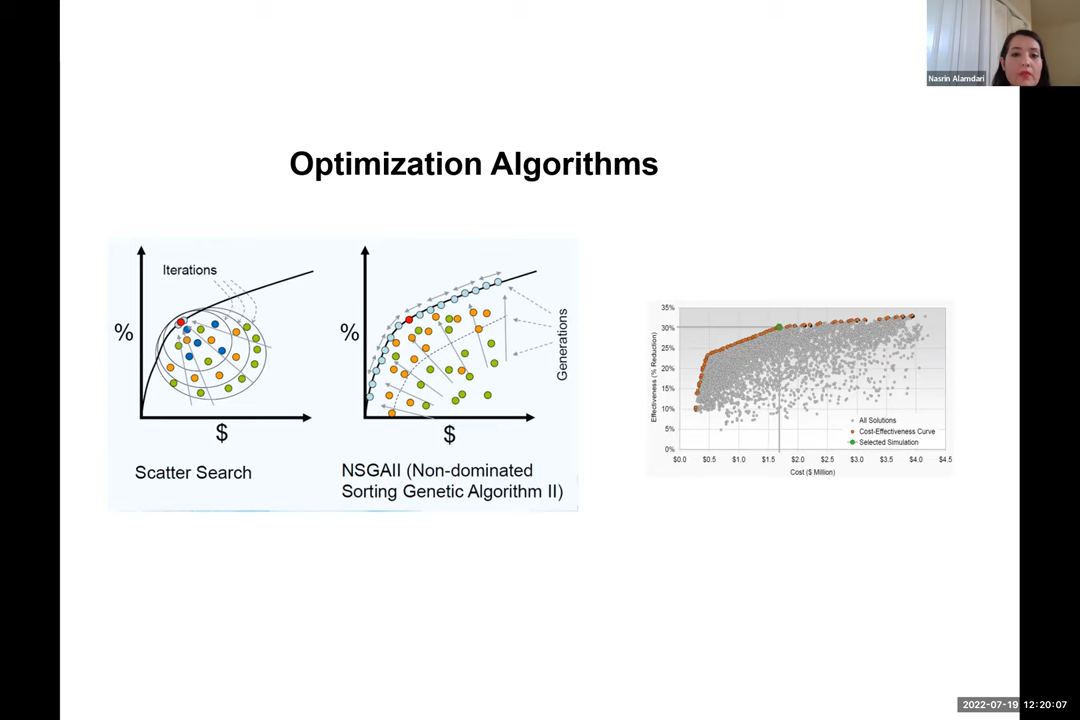 Nasrin Alamdari
Optimization Algorithms
Iterations
%
$
Scatter Search
%
$
Generations
NSGAII (Non-dominated
Sorting Genetic Algorithm II)
Effectiveness (% Reduction)
35%
30%
25%
20%
15%
10%
5%
0%
All Solutions
Cost-Effectiveness Curve
Selected Simulation
$0.0 $0.5 $1.0 $1.5 $2.0 $2.5 $3.0 $3.5 $4.0 $4.5
Cost ($ Million)
2022-07-19 12:20:07